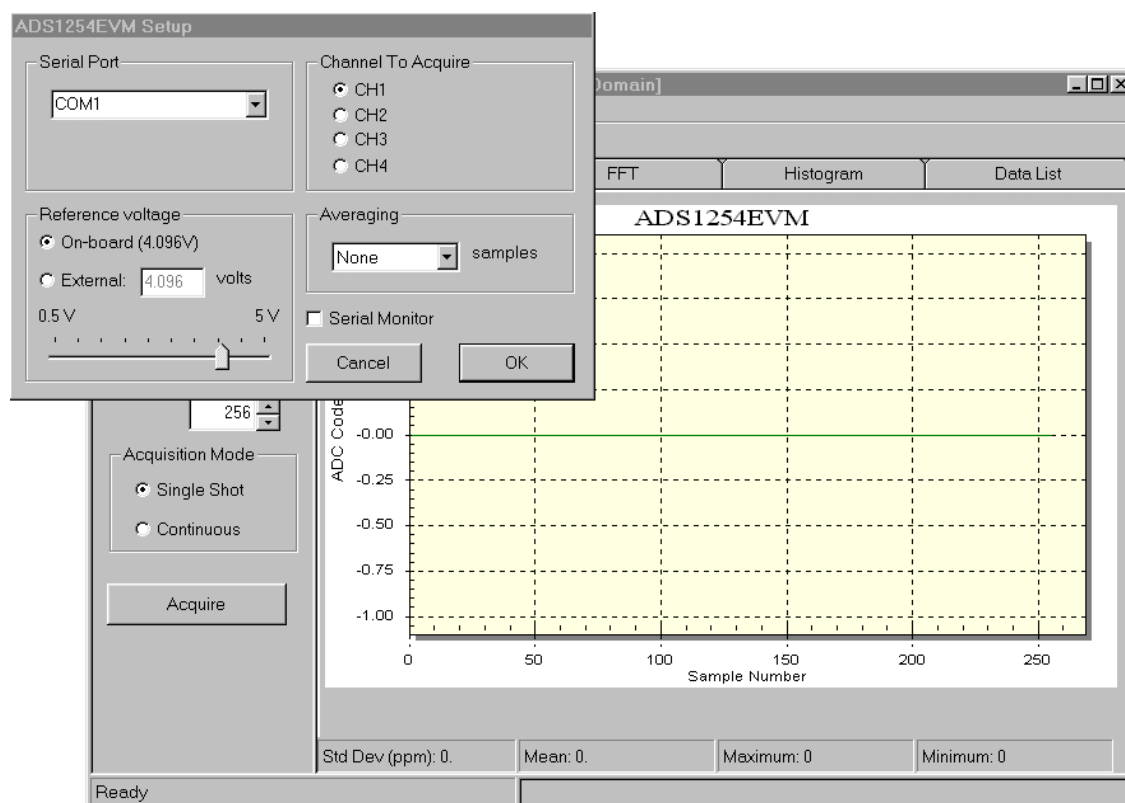 ADS1254EVM Setup
Serial Port
COM1
Channel To Acquire
CH1
CH2
CH3
CH4
Reference voltage
On-board (4.096V)
External: 4.096 volts
0.5 V 5 V
Averaging
None samples
Serial Monitor
Cancel OK
Domain]
FFT Histogram Data List
ADS1254EVM
256
Acquisition Mode
Single Shot
Continuous
Acquire
ADC Code
-0.00
-0.25
-0.50
-0.75
-1.00
0 50 100 150 200 250
Sample Number
Std Dev (ppm): 0. Mean: 0. Maximum: 0 Minimum: 0
Ready